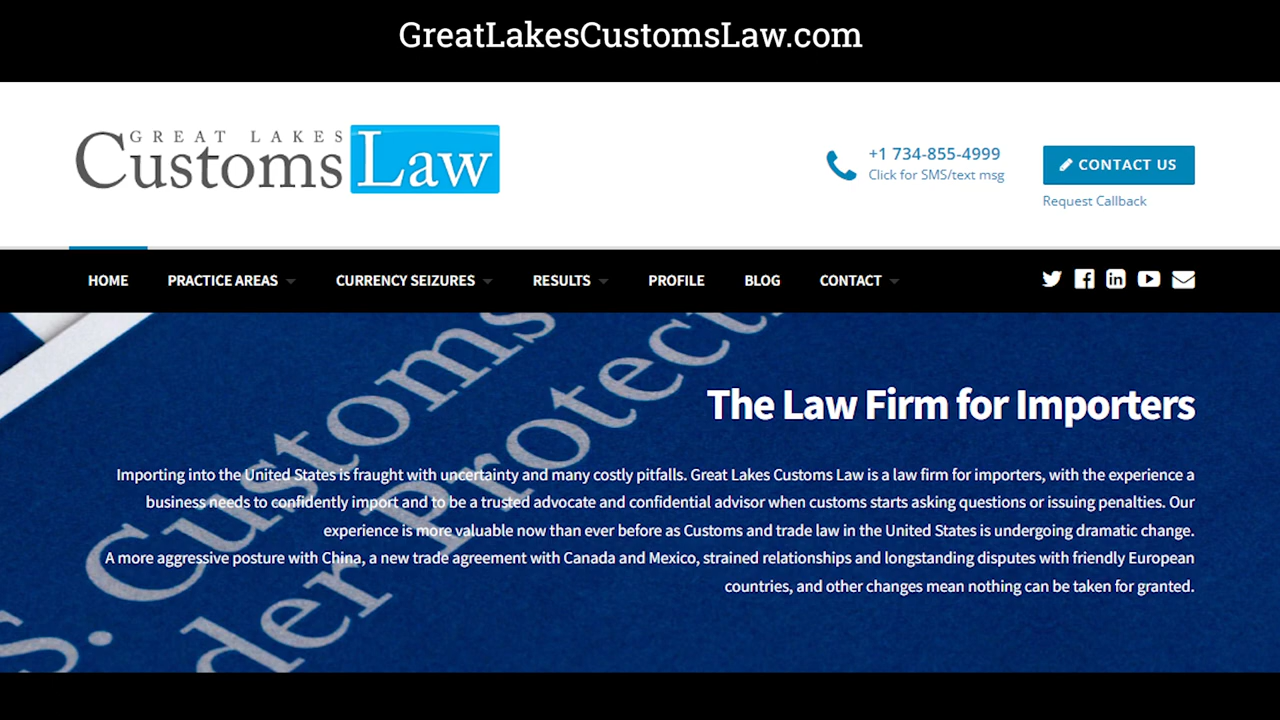 GreatLakesCustomsLaw.com
GREAT LAKES
Customs Law
+1 734-855-4999
Click for SMS/text msg
CONTACT US
Request Callback
HOME PRACTICE AREAS CURRENCY SEIZURES RESULTS PROFILE BLOG CONTACT
The Law Firm for Importers
Importing into the United States is fraught with uncertainty and many costly pitfalls. Great Lakes Customs Law is a law firm for importers, with the experience a
business needs to confidently import and to be a trusted advocate and confidential advisor when customs starts asking questions or issuing penalties. Our
experience is more valuable now than ever before as Customs and trade law in the United States is undergoing dramatic change.
A more aggressive posture with China, a new trade agreement with Canada and Mexico, strained relationships and longstanding disputes with friendly European
countries, and other changes mean nothing can be taken for granted.
S. Customs
der Protecti